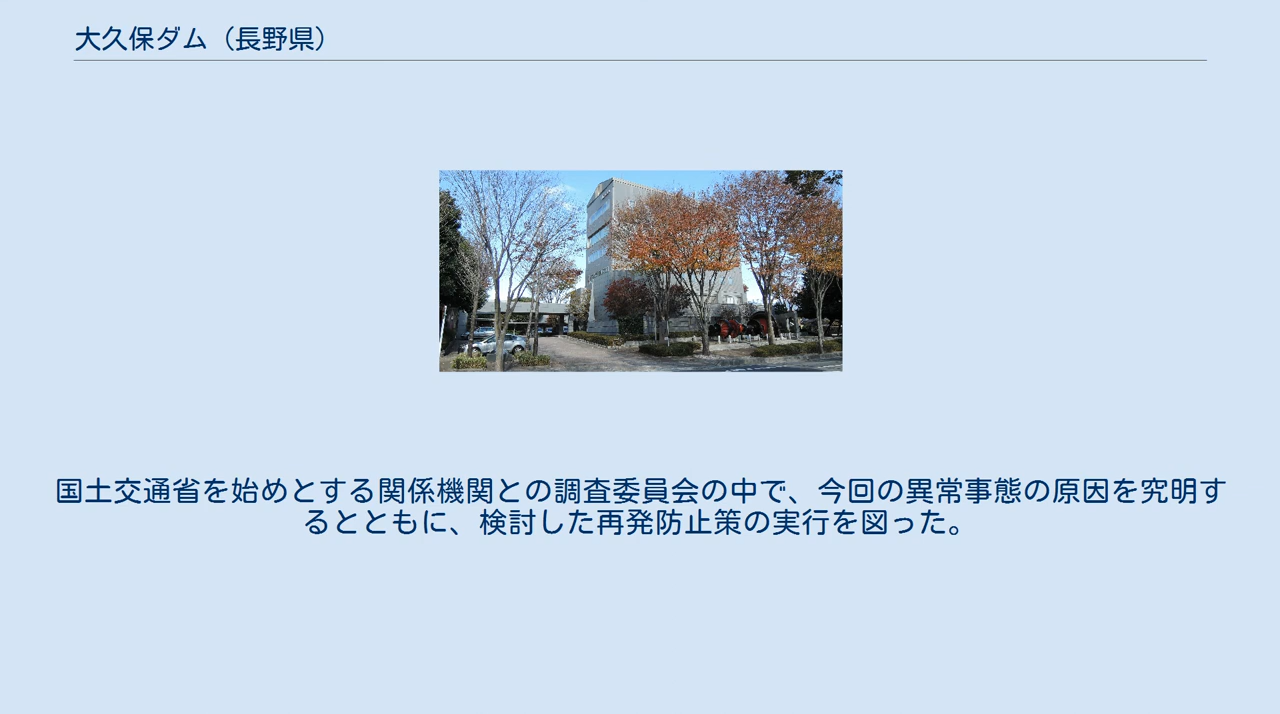 大久保ダム（長野県）
国土交通省を始めとする関係機関との調査委員会の中で、今回の異常事態の原因を究明す
るとともに、検討した再発防止策の実行を図った。